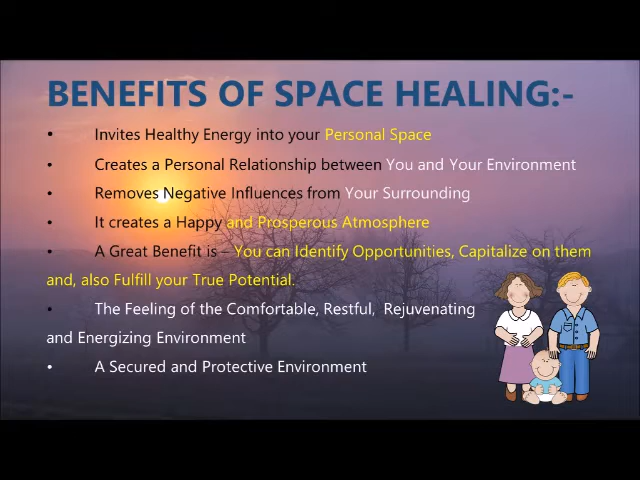 BENEFITS OF SPACE HEALING:-
• Invites Healthy Energy into your Personal Space
• Creates a Personal Relationship between You and Your Environment
• Removes Negative Influences from Your Surrounding
• It creates a Happy and Prosperous Atmosphere
• A Great Benefit is – You can Identify Opportunities, Capitalize on them
and, also Fulfill your True Potential.
• The Feeling of the Comfortable, Restful, Rejuvenating
and Energizing Environment
• A Secured and Protective Environment